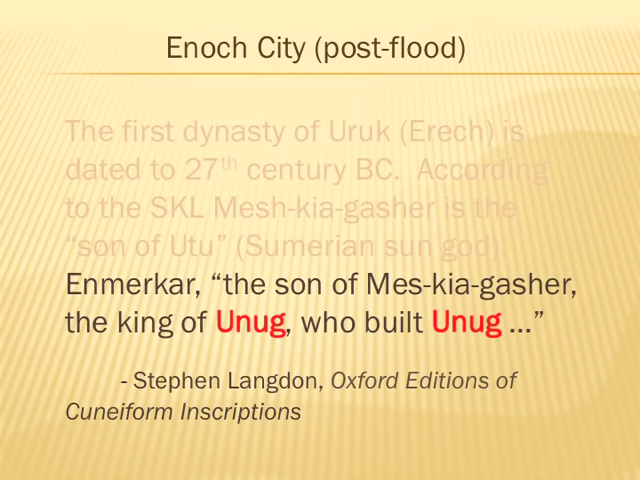 Enoch City (post-flood)
The first dynasty of Uruk (Erech) is
dated to 27th century BC.  According
to the SKL Mesh-kia-gasher is the
“son of Utu” (Sumerian sun god).
Enmerkar, “the son of Mes-kia-gasher,
the king of Unug, who built Unug ...”
- Stephen Langdon, Oxford Editions of
Cuneiform Inscriptions